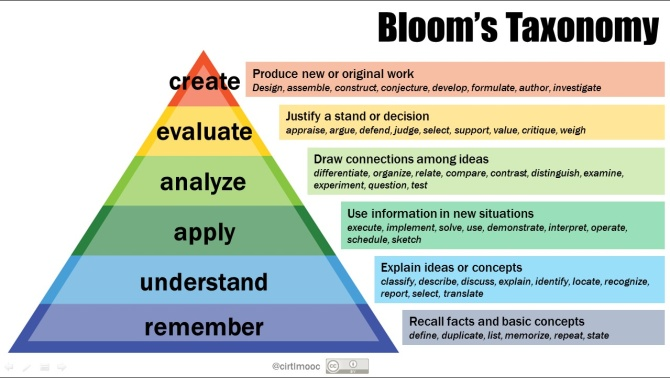 Bloom's Taxonomy
create
Produce new or original work
Design, assemble, construct, conjecture, develop, formulate, author, investigate
evaluate
Justify a stand or decision
appraise, argue, defend, judge, select, support, value, critique, weigh
analyze
Draw connections among ideas
differentiate, organize, relate, compare, contrast, distinguish, examine,
experiment, question, test
apply
Use information in new situations
execute, implement, solve, use, demonstrate, interpret, operate,
schedule, sketch
understand
Explain ideas or concepts
classify, describe, discuss, explain, identify, locate, recognize,
report, select, translate
remember
Recall facts and basic concepts
define, duplicate, list, memorize, repeat, state
@cirtlmooc